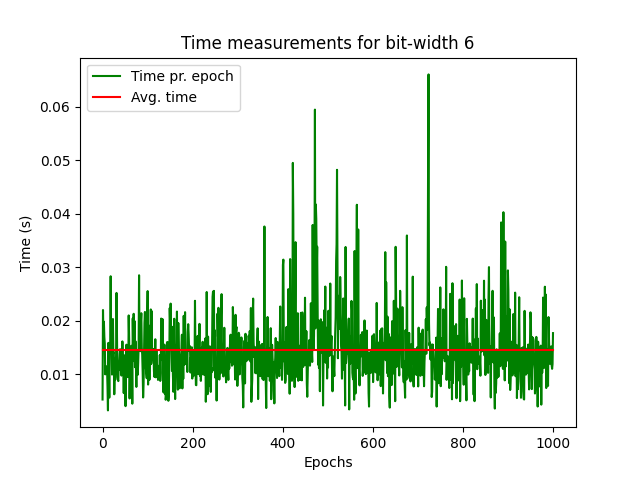 Time measurements for bit-width 6
Time pr. epoch
Avg. time
0.06
0.05
0.04
0.03
0.02
0.01
Time (s)
0 200 400 600 800 1000
Epochs